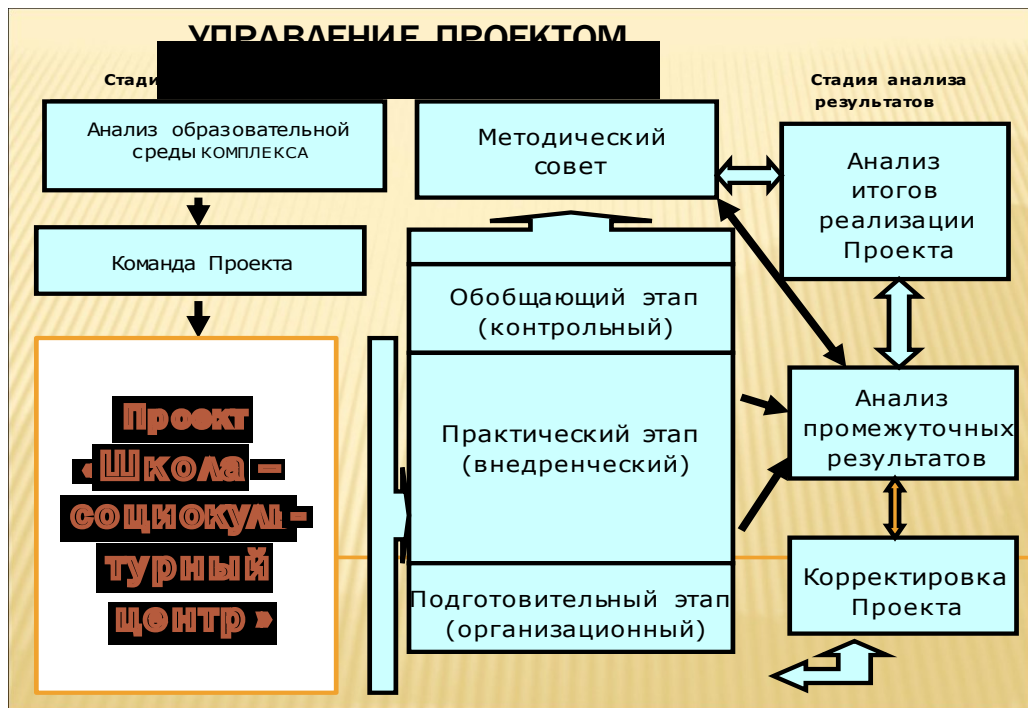 УПРАВЛЕНИЕ ПРОЕКТОМ
Стадия анализа
результатов
Анализ образовательной
среды КОМПЛЕКСА
Команда Проекта
Проект
«Школа –
социокуль-
турный
центр»
Методический
совет
Обобщающий этап
(контрольный)
Практический этап
(внедренческий)
Подготовительный этап
(организационный)
Анализ
итогов
реализации
Проекта
Анализ
промежуточных
результатов
Корректировка
Проекта